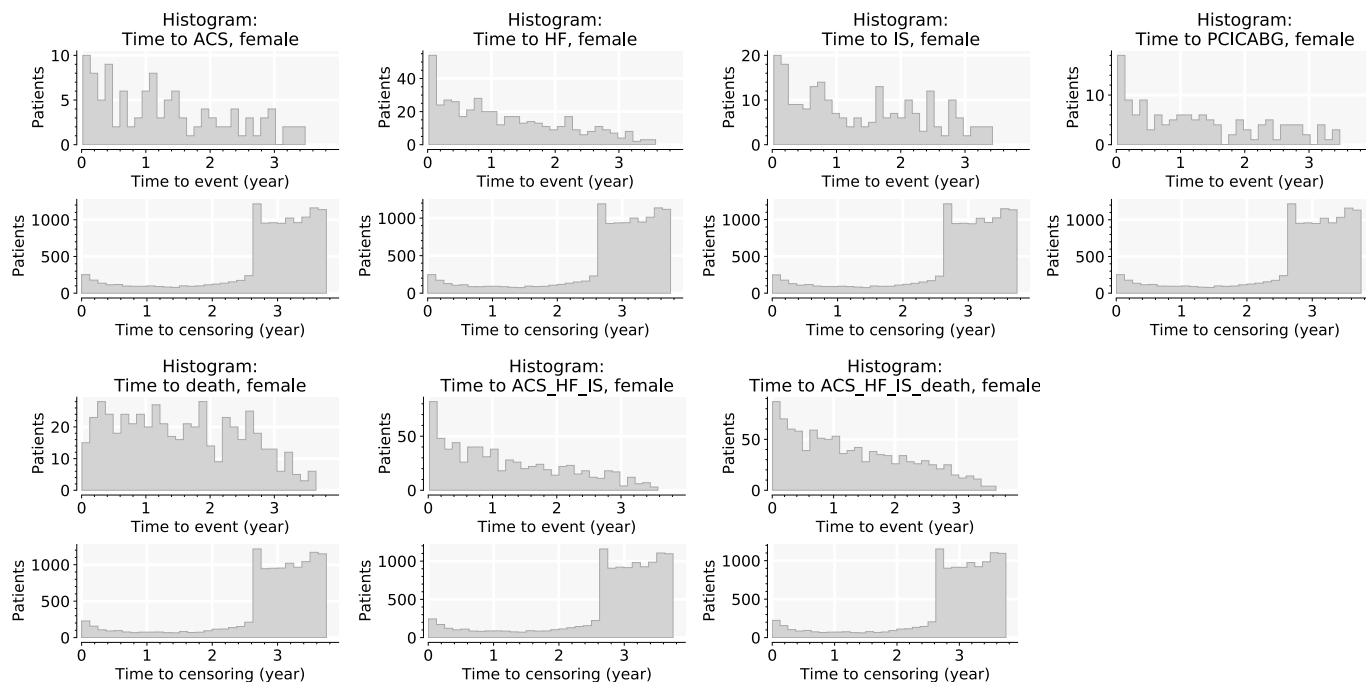 Histogram:
Time to ACS, female
10
5
0
Patients
0 1 2 3
Time to event (year)
1000
500
0
Patients
0 1 2 3
Time to censoring (year)
Histogram:
Time to HF, female
40
20
0
Patients
0 1 2 3
Time to event (year)
1000
500
0
Patients
0 1 2 3
Time to censoring (year)
Histogram:
Time to IS, female
20
10
0
Patients
0 1 2 3
Time to event (year)
1000
500
0
Patients
0 1 2 3
Time to censoring (year)
Histogram:
Time to PCICABG, female
10
0
Patients
0 1 2 3
Time to event (year)
1000
500
0
Patients
0 1 2 3
Time to censoring (year)
Histogram:
Time to death, female
20
10
0
Patients
0 1 2 3
Time to event (year)
1000
500
0
Patients
0 1 2 3
Time to censoring (year)
Histogram:
Time to ACS_HF_IS, female
50
0
Patients
0 1 2 3
Time to event (year)
1000
500
0
Patients
0 1 2 3
Time to censoring (year)
Histogram:
Time to ACS_HF_IS_death, female
50
0
Patients
0 1 2 3
Time to event (year)
1000
500
0
Patients
0 1 2 3
Time to censoring (year)